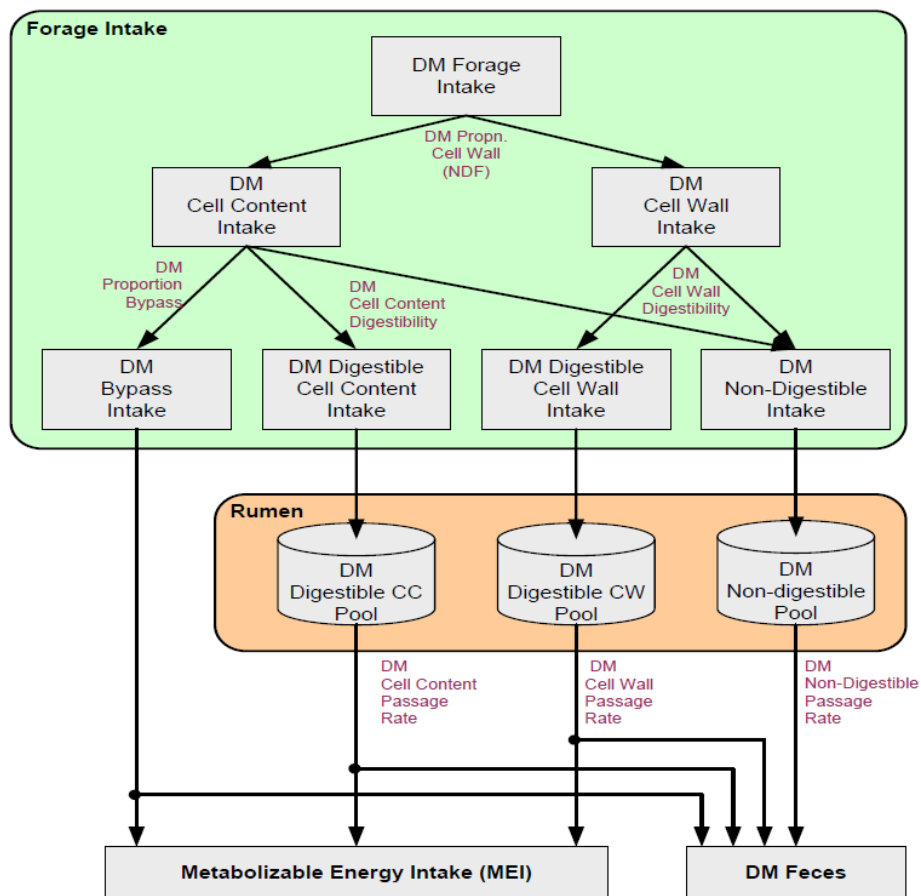 Forage Intake
DM Forage
Intake
DM Propn.
Cell Wall
(NDF)
DM
Cell Content
Intake
DM
Cell Wall
Intake
DM
Proportion
Bypass
DM
Cell Content
Digestibility
DM
Cell Wall
Digestibility
DM
Bypass
Intake
DM Digestible
Cell Content
Intake
DM Digestible
Cell Wall
Intake
DM
Non-Digestible
Intake
Rumen
DM
Digestible CC
Pool
DM
Digestible CW
Pool
DM
Non-digestible
Pool
DM
Cell Content
Passage
Rate
DM
Cell Wall
Passage
Rate
DM
Non-Digestible
Passage
Rate
Metabolizable Energy Intake (MEI)
DM Feces